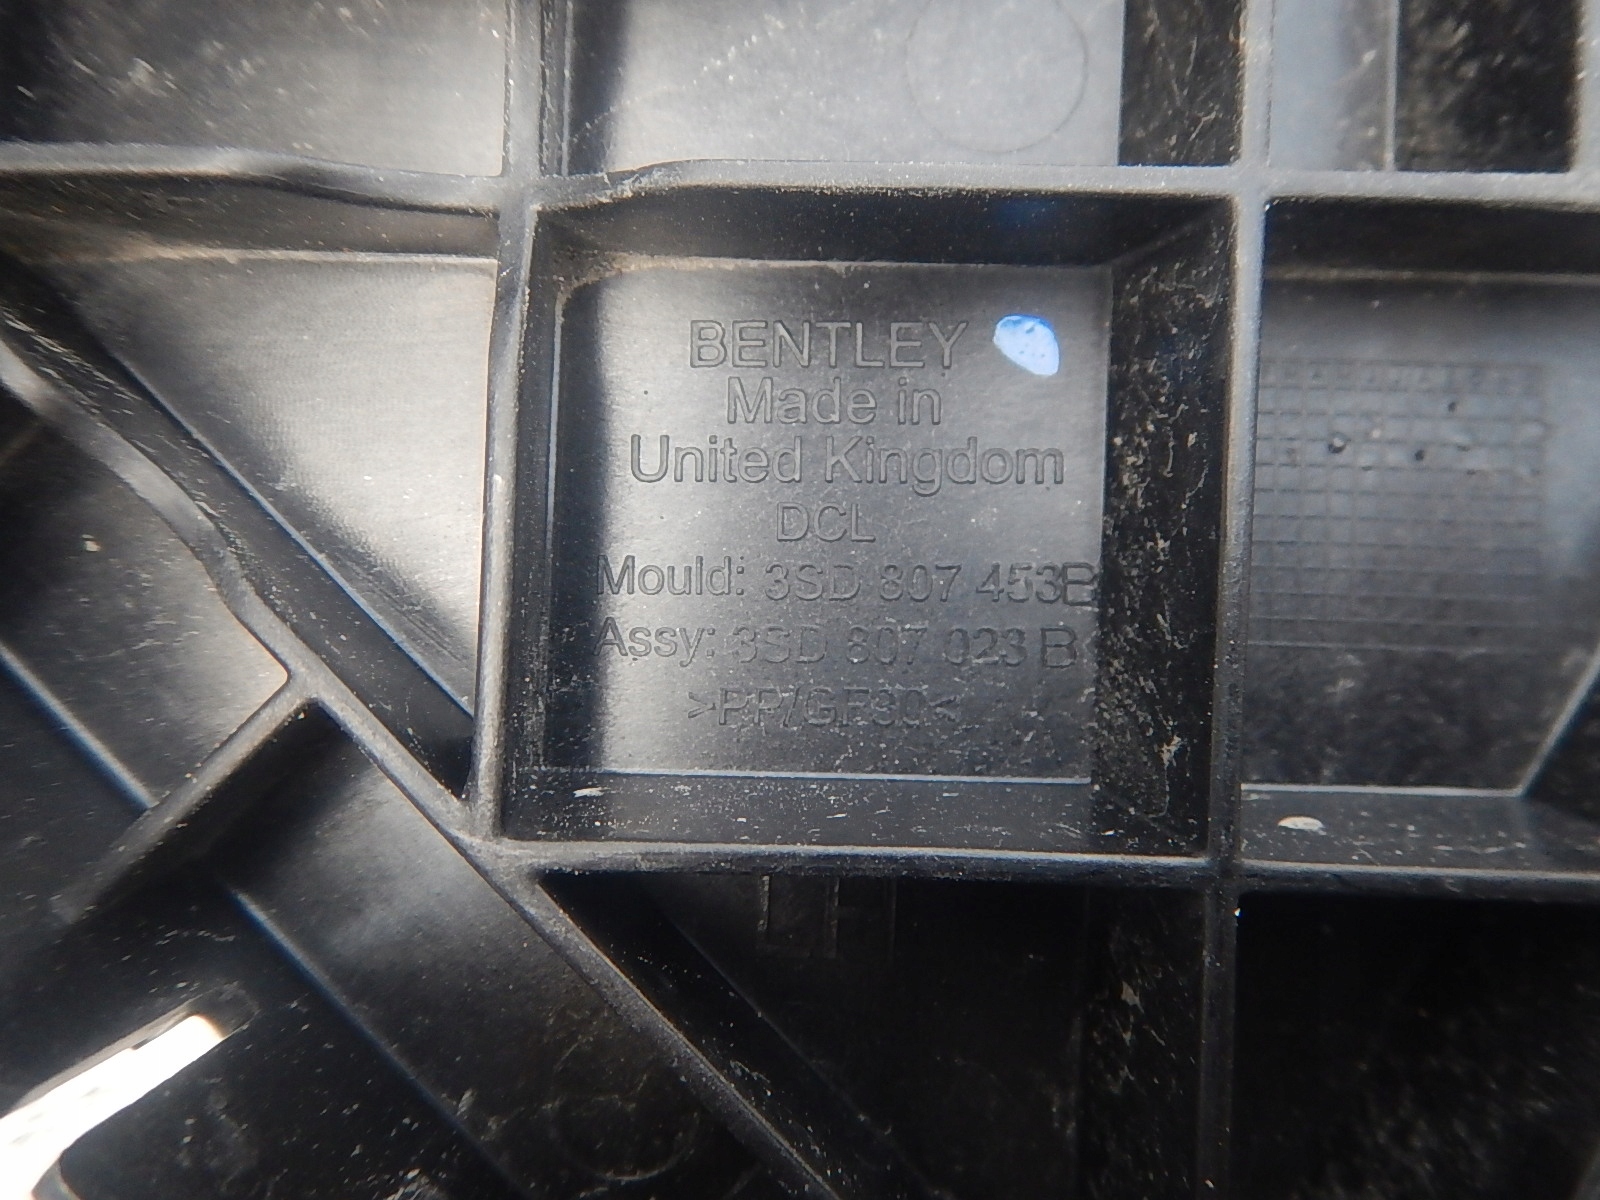 BENTLEY
Made in
United Kingdom
DCL
Mould: 3SD 807 453B
Assy: 3SD 807 023 B
>PP/GF30<